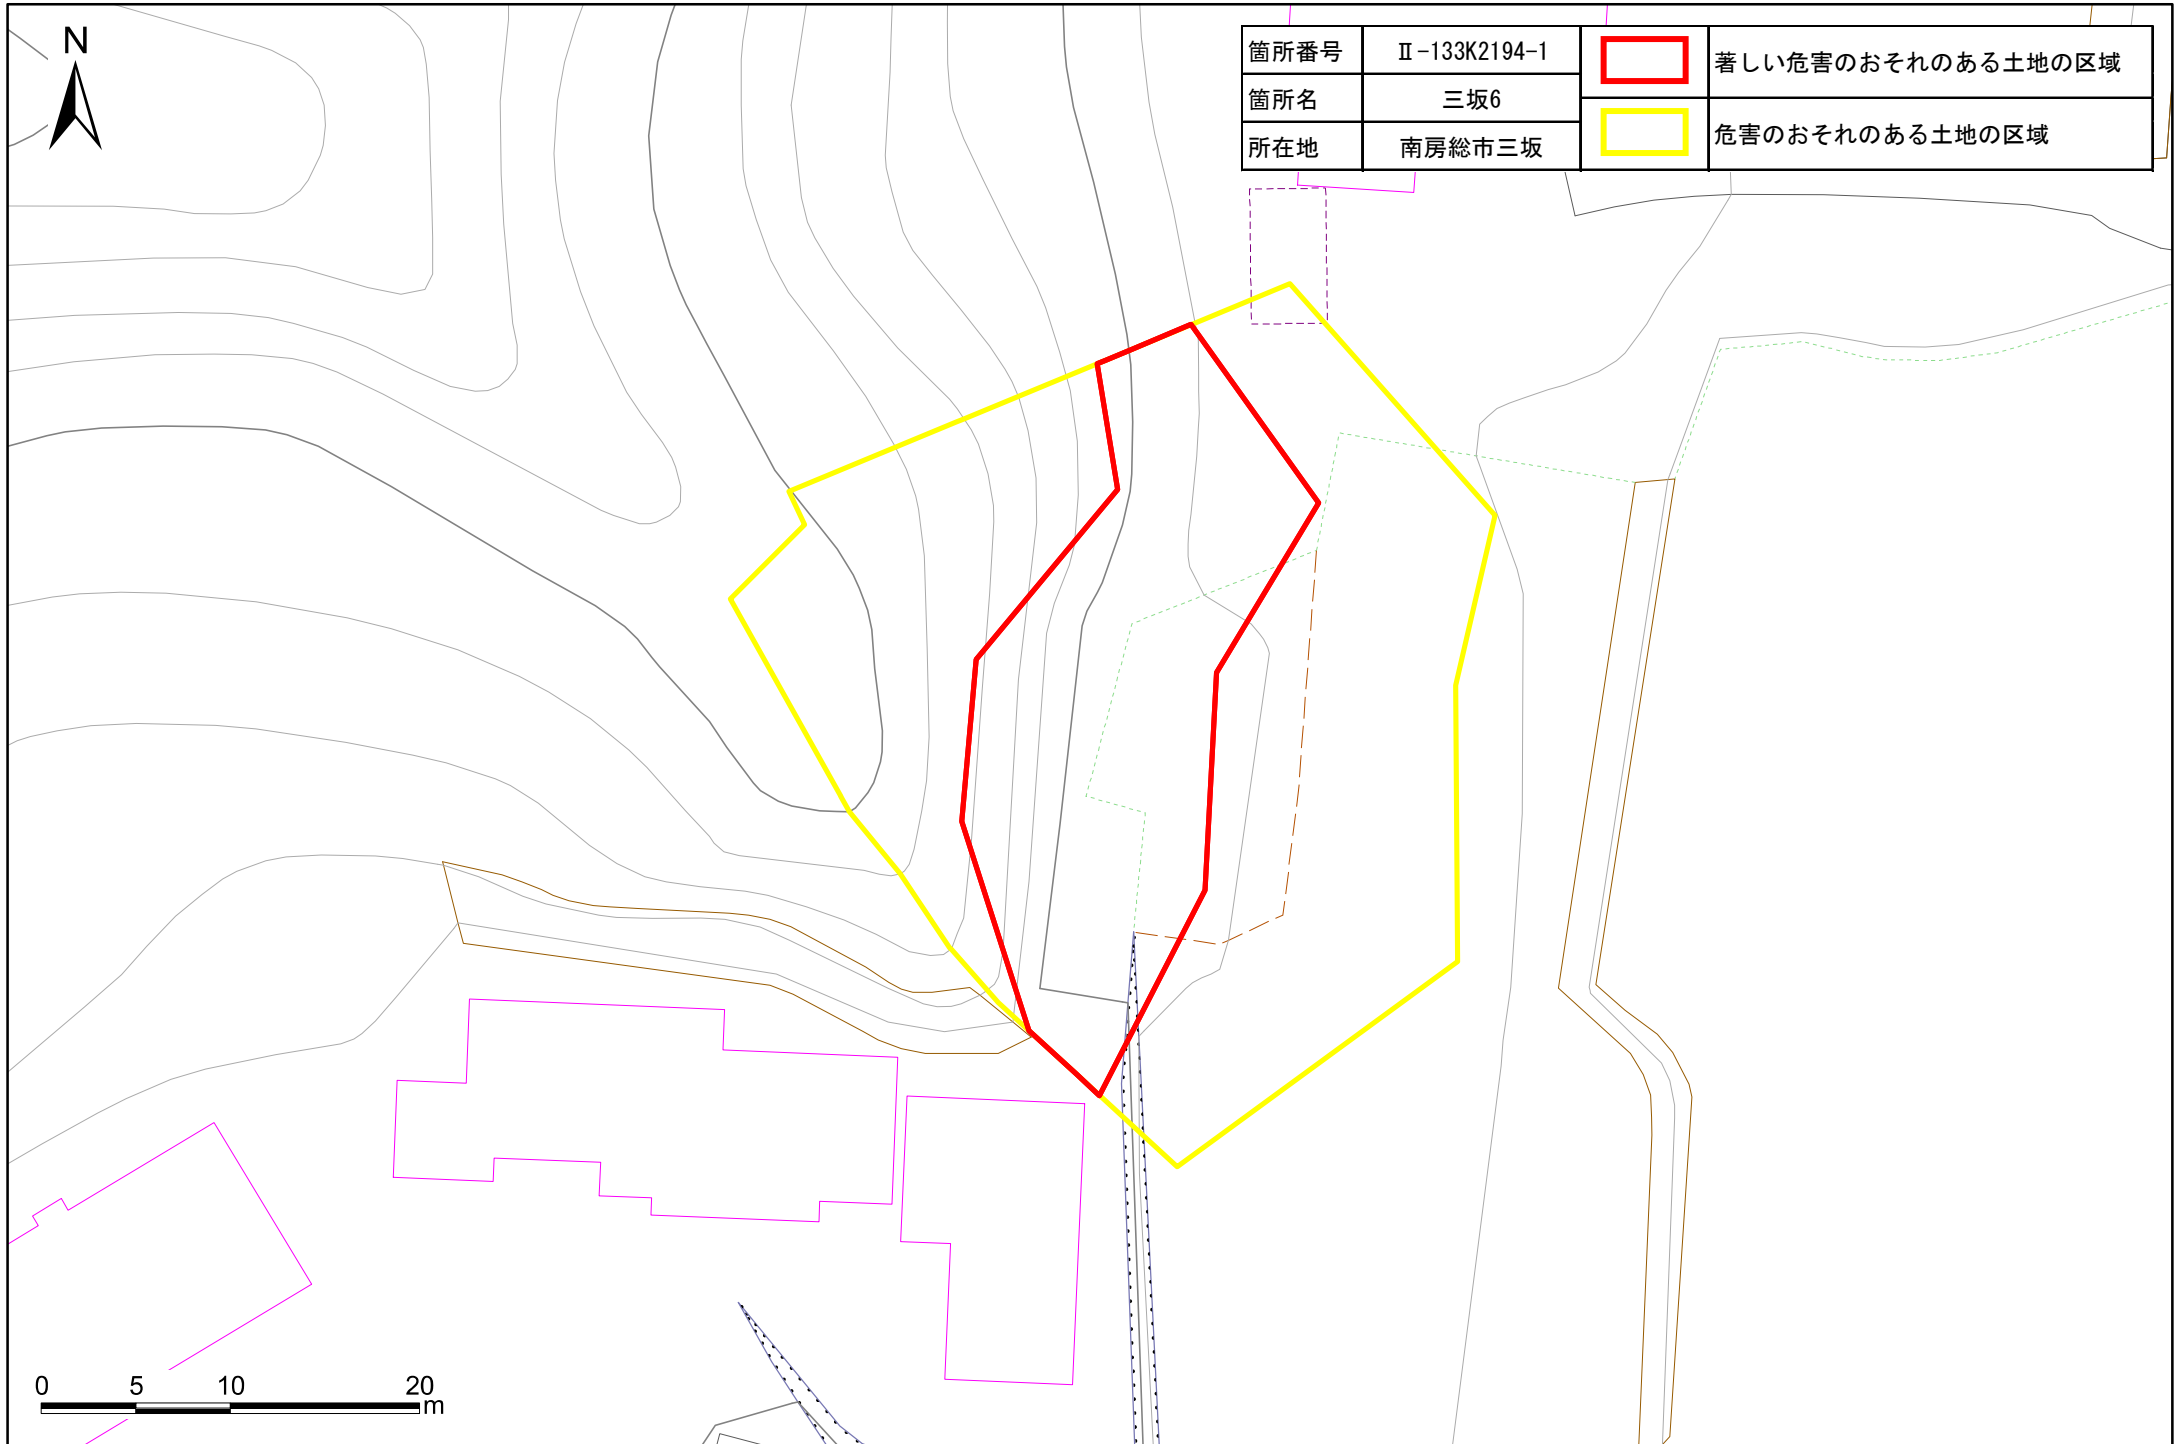 N
箇所番号 Ⅱ-133K2194-1
箇所名 三坂6
所在地 南房総市三坂
著しい危害のおそれのある土地の区域
危害のおそれのある土地の区域
0 5 10 20
m